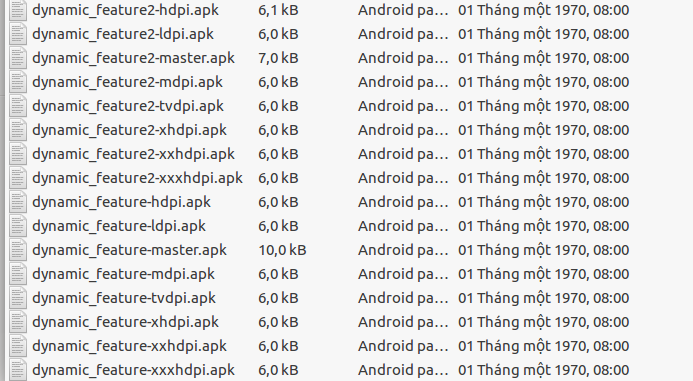 dynamic_feature2-hdpi.apk 6,1 kB Android pa… 01 Tháng một 1970, 08:00
dynamic_feature2-ldpi.apk 6,0 kB Android pa… 01 Tháng một 1970, 08:00
dynamic_feature2-master.apk 7,0 kB Android pa… 01 Tháng một 1970, 08:00
dynamic_feature2-mdpi.apk 6,0 kB Android pa… 01 Tháng một 1970, 08:00
dynamic_feature2-tvdpi.apk 6,0 kB Android pa… 01 Tháng một 1970, 08:00
dynamic_feature2-xhdpi.apk 6,0 kB Android pa… 01 Tháng một 1970, 08:00
dynamic_feature2-xxhdpi.apk 6,0 kB Android pa… 01 Tháng một 1970, 08:00
dynamic_feature2-xxxhdpi.apk 6,0 kB Android pa… 01 Tháng một 1970, 08:00
dynamic_feature-hdpi.apk 6,0 kB Android pa… 01 Tháng một 1970, 08:00
dynamic_feature-ldpi.apk 6,0 kB Android pa… 01 Tháng một 1970, 08:00
dynamic_feature-master.apk 10,0 kB Android pa… 01 Tháng một 1970, 08:00
dynamic_feature-mdpi.apk 6,0 kB Android pa… 01 Tháng một 1970, 08:00
dynamic_feature-tvdpi.apk 6,0 kB Android pa… 01 Tháng một 1970, 08:00
dynamic_feature-xhdpi.apk 6,0 kB Android pa… 01 Tháng một 1970, 08:00
dynamic_feature-xxhdpi.apk 6,0 kB Android pa… 01 Tháng một 1970, 08:00
dynamic_feature-xxxhdpi.apk 6,0 kB Android pa… 01 Tháng một 1970, 08:00